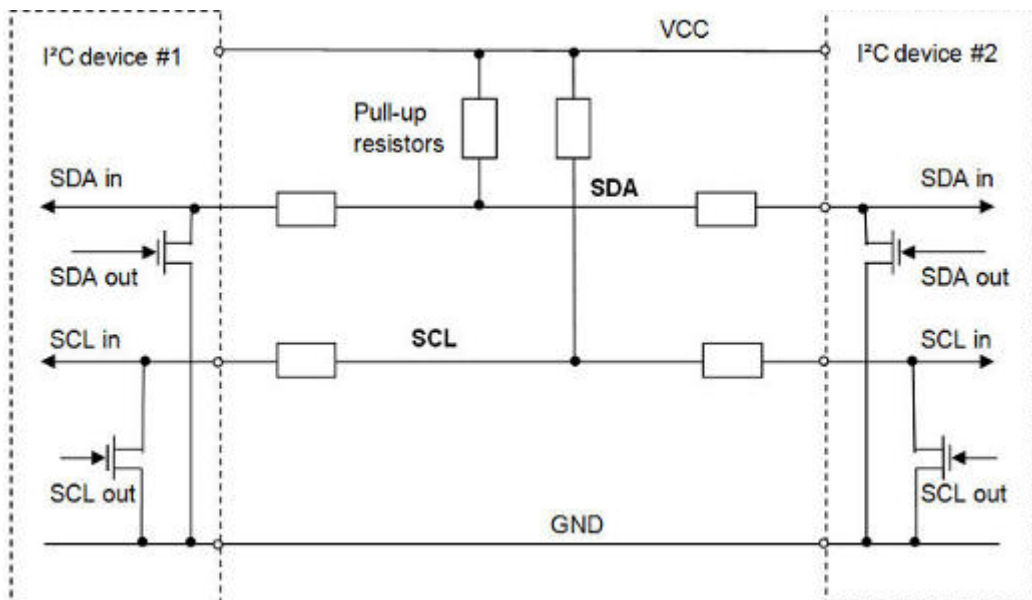 VCC
I²C device #1
I²C device #2
Pull-up
resistors
SDA in
SDA
SDA in
SDA out
SDA out
SCL in
SCL
SCL in
SCL out
SCL out
GND